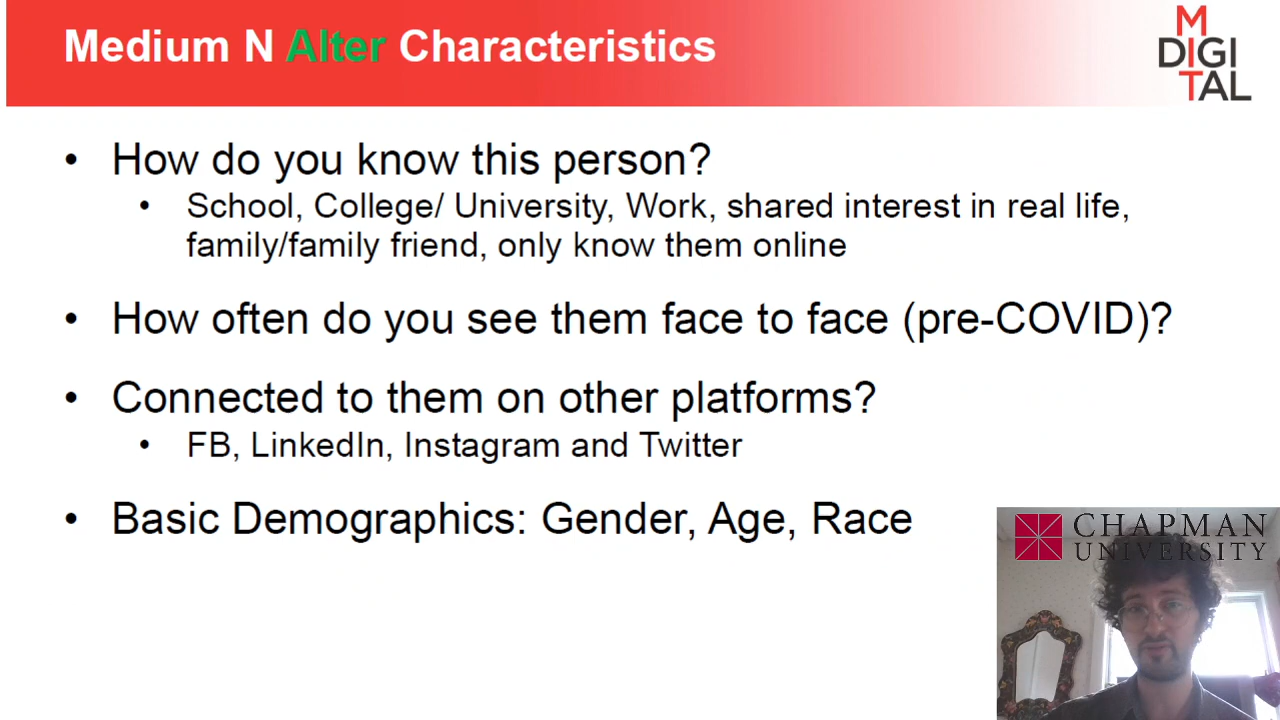 Medium N Alter Characteristics
M
DIGI
TAL
• How do you know this person?
• School, College/ University, Work, shared interest in real life,
family/family friend, only know them online
• How often do you see them face to face (pre-COVID)?
• Connected to them on other platforms?
• FB, LinkedIn, Instagram and Twitter
• Basic Demographics: Gender, Age, Race
CHAPMAN
UNIVERSITY